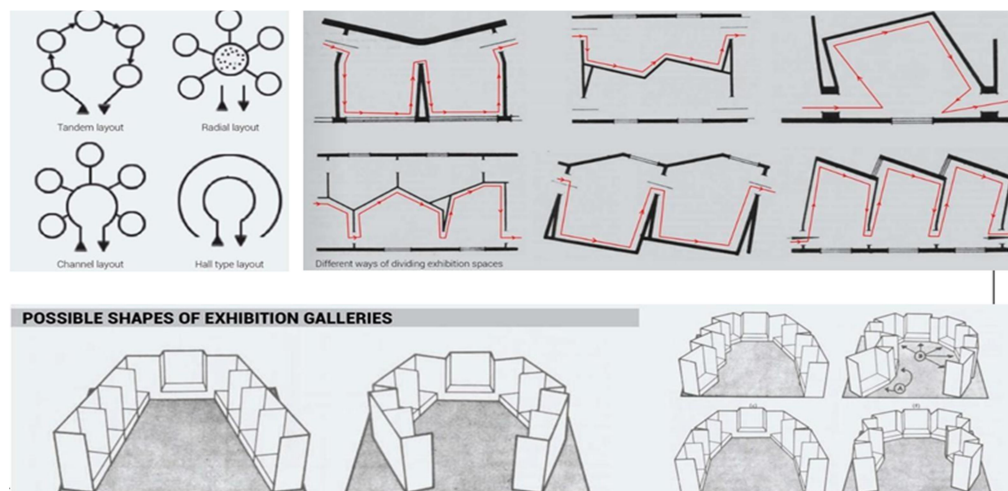 Tandem layout
Radial layout
Channel layout
Hall type layout
Different ways of dividing exhibition spaces
POSSIBLE SHAPES OF EXHIBITION GALLERIES
A